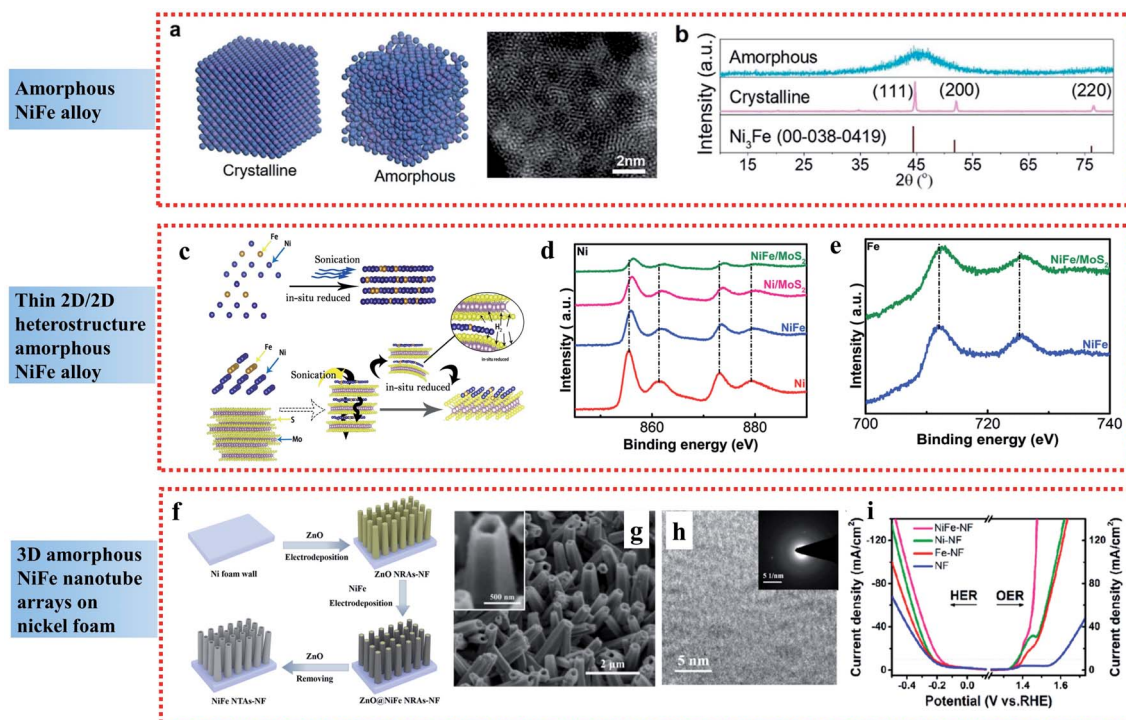 Amorphous
NiFe alloy
a
Crystalline
Amorphous
2nm
b
Intensity (a.u.)
Amorphous
Crystalline
(111)
(200)
(220)
Ni₃Fe (00-038-0419)
15 25 35 45 55 65 75
2θ (°)
Thin 2D/2D
heterostructure
amorphous
NiFe alloy
c
Fe
Ni
Sonication
in-situ reduced
Fe
Ni
Sonication
in-situ reduced
in-situ reduced
S
Mo
d
Ni
NiFe/MoS₂
Ni/MoS₂
NiFe
Ni
Intensity ( a.u.)
860 880
Binding energy (eV)
e
Fe
NiFe/MoS₂
NiFe
Intensity ( a.u.)
700 720 740
Binding energy (eV)
3D amorphous
NiFe nanotube
arrays on
nickel foam
f
Ni foam wall
ZnO
Electrodeposition
ZnO NRAs-NF
NiFe
Electrodeposition
ZnO@NiFe NRAs-NF
ZnO
Removing
NiFe NTAs-NF
g
500 nm
2 μm
h
5 1/nm
5 nm
i
NiFe-NF
Ni-NF
Fe-NF
NF
HER
OER
Current density (mA/cm²)
-120
-80
-40
0
Current density (mA/cm²)
120
80
40
0
-0.4 -0.2 0.0 1.4 1.6
Potential (V vs.RHE)